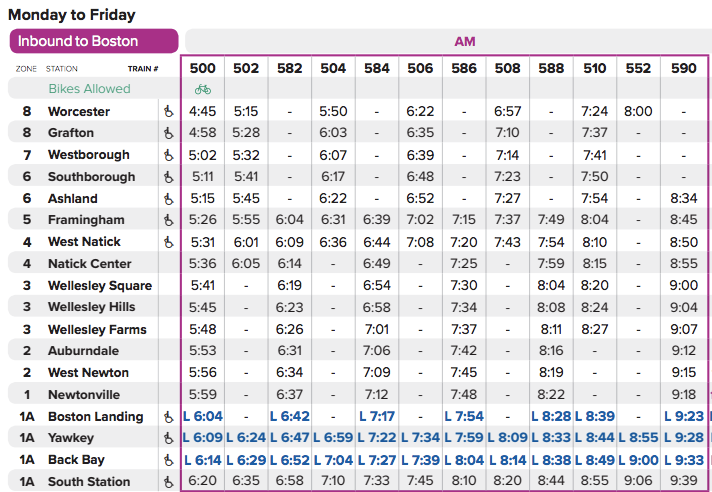 Monday to Friday
Inbound to Boston AM
ZONE STATION TRAIN # 500 502 582 504 584 506 586 508 588 510 552 590
Bikes Allowed
8 Worcester 4:45 5:15 - 5:50 - 6:22 - 6:57 - 7:24 8:00 -
8 Grafton 4:58 5:28 - 6:03 - 6:35 - 7:10 - 7:37 - -
7 Westborough 5:02 5:32 - 6:07 - 6:39 - 7:14 - 7:41 - -
6 Southborough 5:11 5:41 - 6:17 - 6:48 - 7:23 - 7:50 - -
6 Ashland 5:15 5:45 - 6:22 - 6:52 - 7:27 - 7:54 - 8:34
5 Framingham 5:26 5:55 6:04 6:31 6:39 7:02 7:15 7:37 7:49 8:04 - 8:45
4 West Natick 5:31 6:01 6:09 6:36 6:44 7:08 7:20 7:43 7:54 8:10 - 8:50
4 Natick Center 5:36 6:05 6:14 - 6:49 - 7:25 - 7:59 8:15 - 8:55
3 Wellesley Square 5:41 - 6:19 - 6:54 - 7:30 - 8:04 8:20 - 9:00
3 Wellesley Hills 5:45 - 6:23 - 6:58 - 7:34 - 8:08 8:24 - 9:04
3 Wellesley Farms 5:48 - 6:26 - 7:01 - 7:37 - 8:11 8:27 - 9:07
2 Auburndale 5:53 - 6:31 - 7:06 - 7:42 - 8:16 - - 9:12
2 West Newton 5:56 - 6:34 - 7:09 - 7:45 - 8:19 - - 9:15
1 Newtonville 5:59 - 6:37 - 7:12 - 7:48 - 8:22 - - 9:18
1A Boston Landing L 6:04 - L 6:42 - L 7:17 - L 7:54 - L 8:28 L 8:39 - L 9:23
1A Yawkey L 6:09 L 6:24 L 6:47 L 6:59 L 7:22 L 7:34 L 7:59 L 8:09 L 8:33 L 8:44 L 8:55 L 9:28
1A Back Bay L 6:14 L 6:29 L 6:52 L 7:04 L 7:27 L 7:39 L 8:04 L 8:14 L 8:38 L 8:49 L 9:00 L 9:33
1A South Station 6:20 6:35 6:58 7:10 7:33 7:45 8:10 8:20 8:44 8:55 9:06 9:39